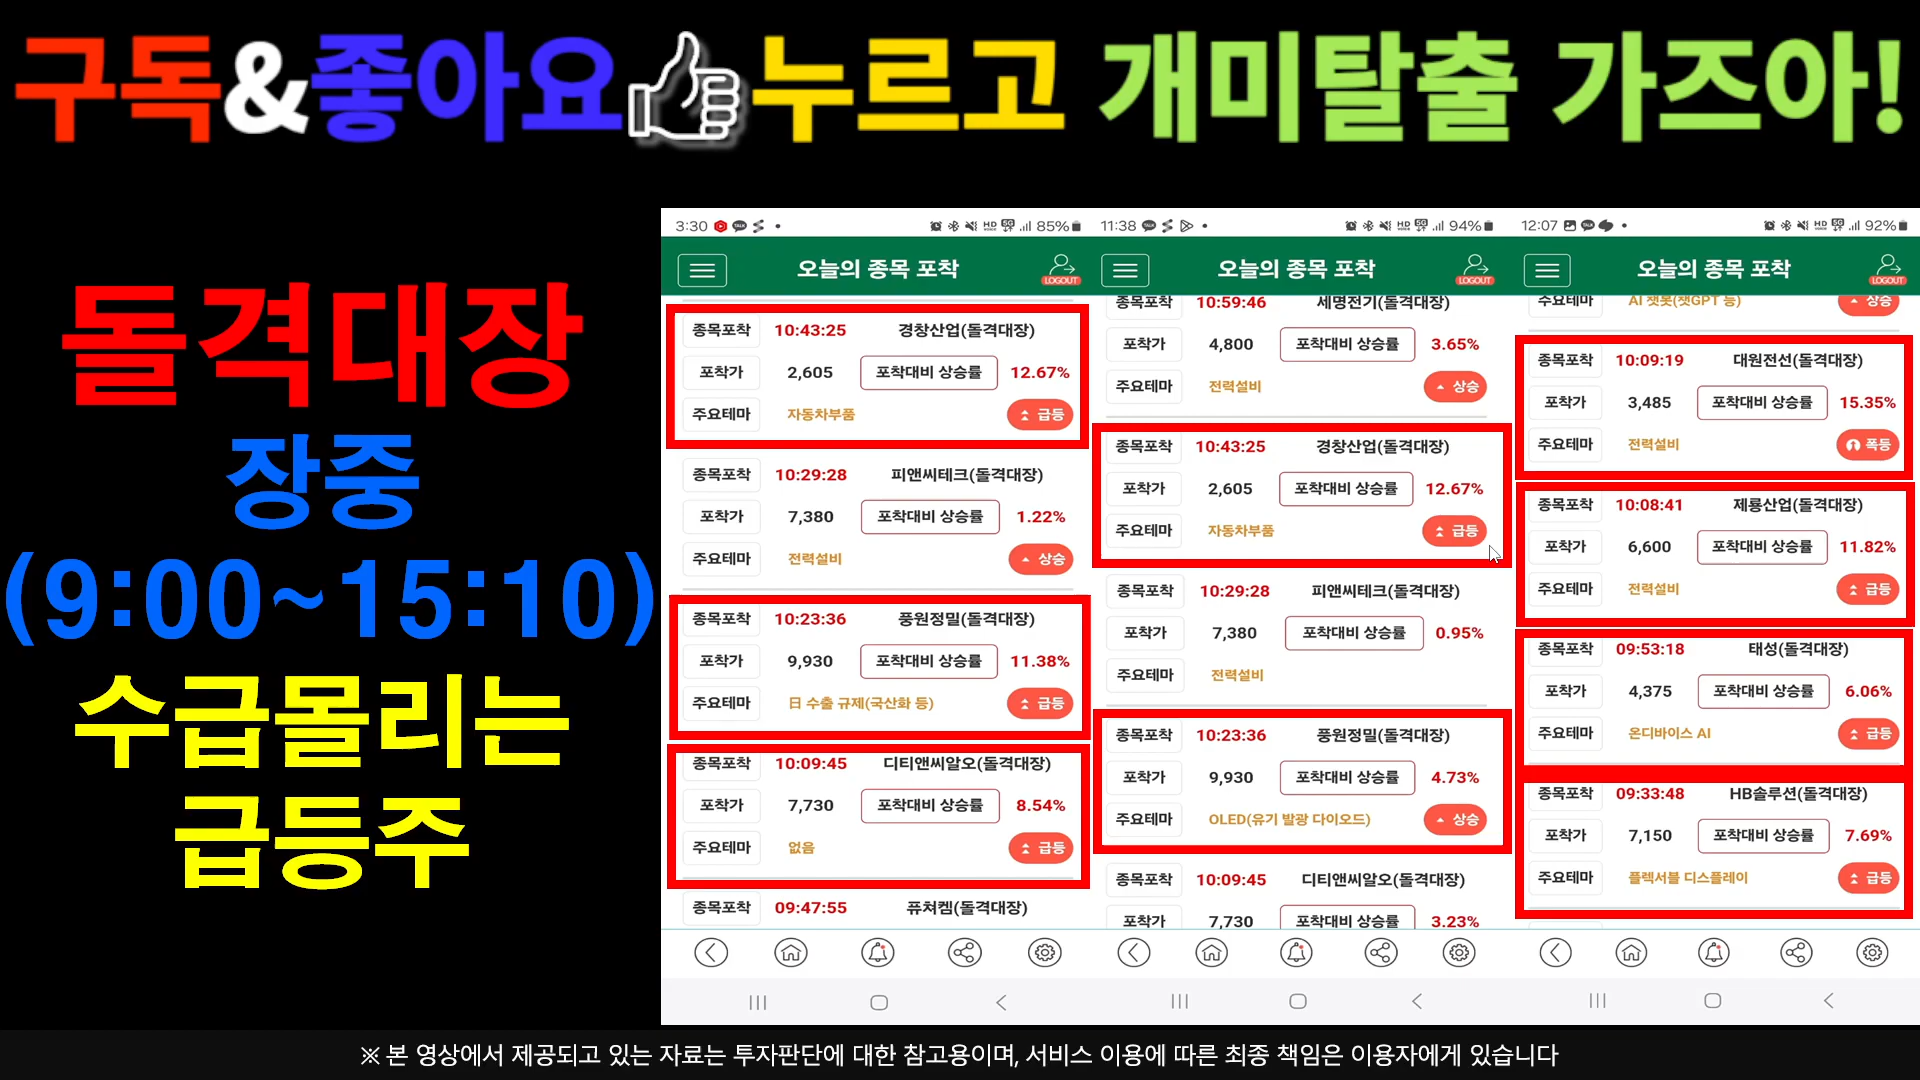 구독&좋아요 누르고 개미탈출 가즈아!
돌격대장
장중
(9:00~15:10)
수급몰리는
급등주
3:30 85%
오늘의 종목 포착
LOGOUT
종목포착 10:43:25 경창산업(돌격대장)
포착가 2,605 포착대비 상승률 12.67%
주요테마 자동차부품 급등
종목포착 10:29:28 피앤씨테크(돌격대장)
포착가 7,380 포착대비 상승률 1.22%
주요테마 전력설비 상승
종목포착 10:23:36 풍원정밀(돌격대장)
포착가 9,930 포착대비 상승률 11.38%
주요테마 日 수출 규제(국산화 등) 급등
종목포착 10:09:45 디티앤씨알오(돌격대장)
포착가 7,730 포착대비 상승률 8.54%
주요테마 없음 급등
종목포착 09:47:55 퓨쳐켐(돌격대장)
11:38 94%
오늘의 종목 포착
LOGOUT
종목포착 10:59:46 세명전기(돌격대장)
포착가 4,800 포착대비 상승률 3.65%
주요테마 전력설비 상승
종목포착 10:43:25 경창산업(돌격대장)
포착가 2,605 포착대비 상승률 12.67%
주요테마 자동차부품 급등
종목포착 10:29:28 피앤씨테크(돌격대장)
포착가 7,380 포착대비 상승률 0.95%
주요테마 전력설비
종목포착 10:23:36 풍원정밀(돌격대장)
포착가 9,930 포착대비 상승률 4.73%
주요테마 OLED(유기 발광 다이오드) 상승
종목포착 10:09:45 디티앤씨알오(돌격대장)
포착가 7,730 포착대비 상승률 3.23%
12:07 92%
오늘의 종목 포착
LOGOUT
주요테마 AI 챗봇(챗GPT 등) 상승
종목포착 10:09:19 대원전선(돌격대장)
포착가 3,485 포착대비 상승률 15.35%
주요테마 전력설비 폭등
종목포착 10:08:41 제룡산업(돌격대장)
포착가 6,600 포착대비 상승률 11.82%
주요테마 전력설비 급등
종목포착 09:53:18 태성(돌격대장)
포착가 4,375 포착대비 상승률 6.06%
주요테마 온디바이스 AI 급등
종목포착 09:33:48 HB솔루션(돌격대장)
포착가 7,150 포착대비 상승률 7.69%
주요테마 플렉서블 디스플레이 급등
※ 본 영상에서 제공되고 있는 자료는 투자판단에 대한 참고용이며, 서비스 이용에 따른 최종 책임은 이용자에게 있습니다